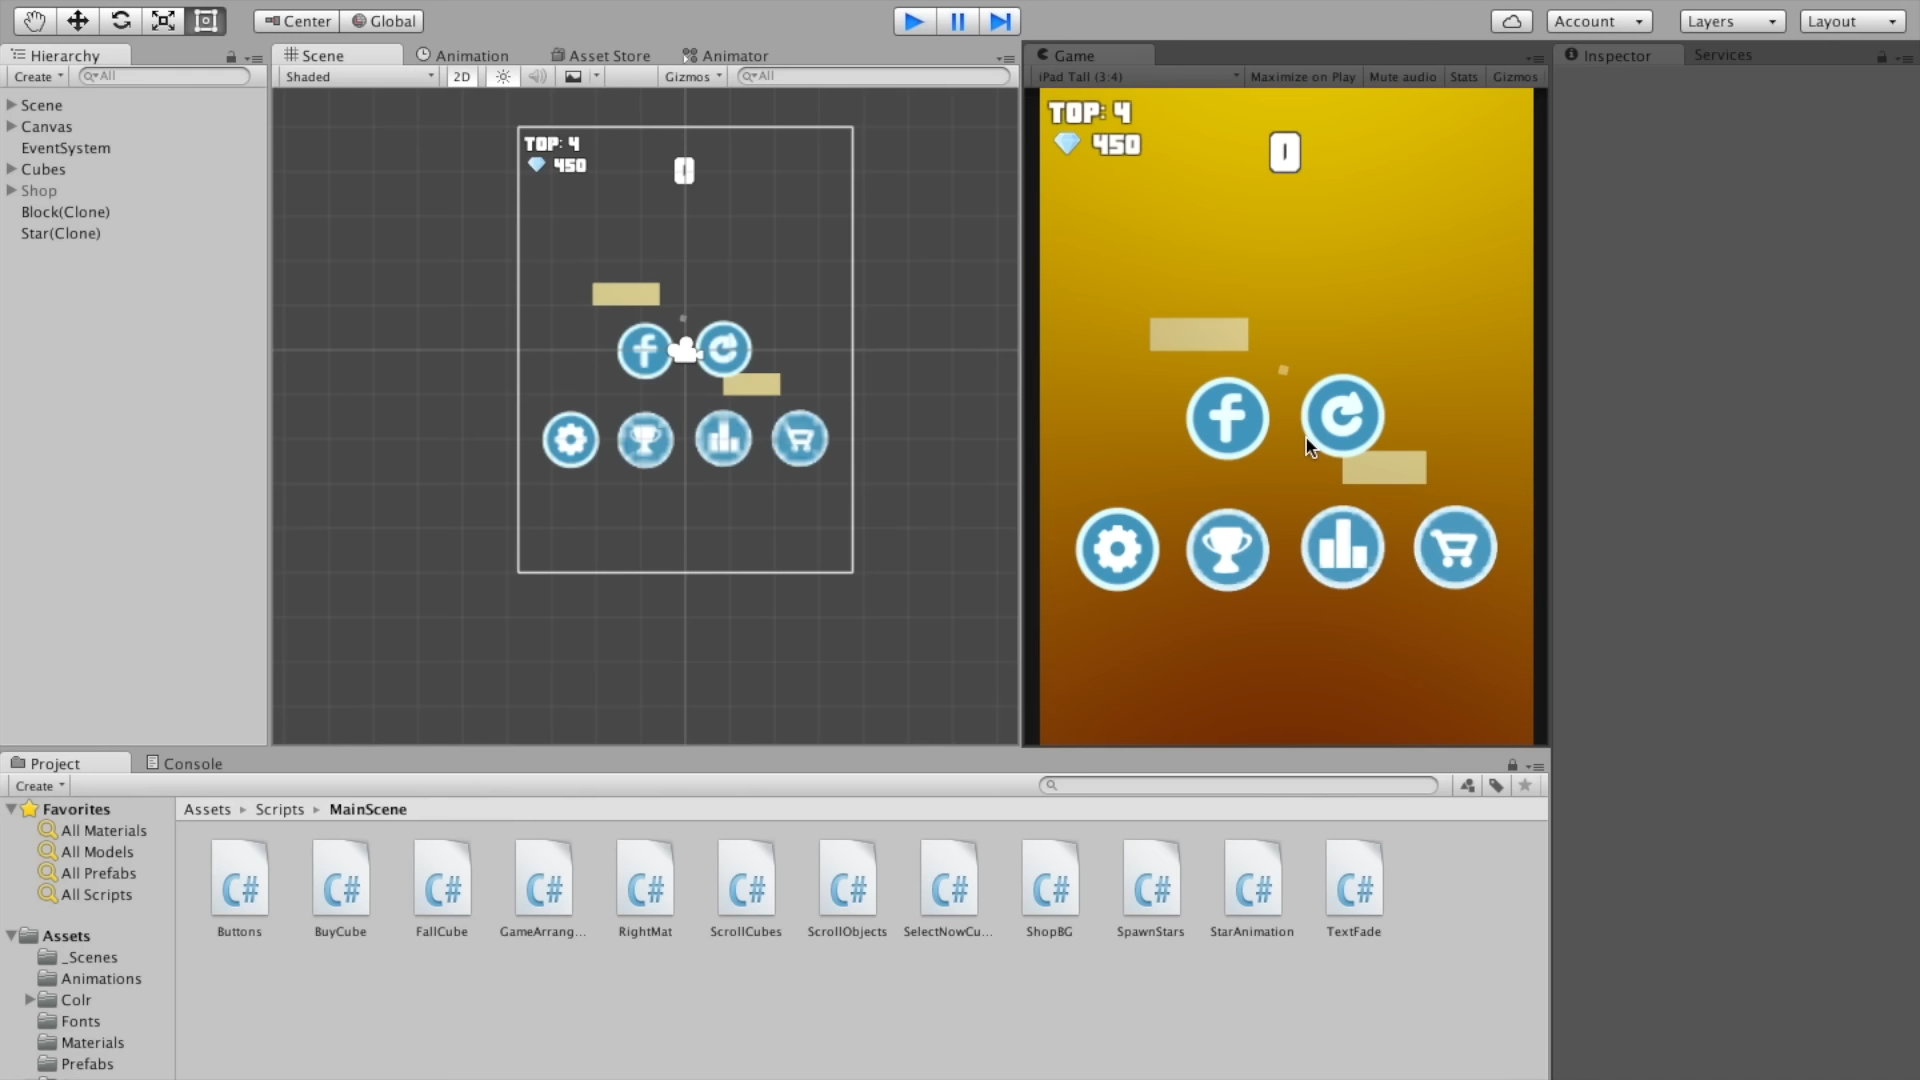 Center Global Account Layers Layout
Hierarchy Scene Animation Asset Store Animator Game Inspector Services
Create All Shaded 2D Gizmos All iPad Tall (3:4) Maximize on Play Mute audio Stats Gizmos
Scene
Canvas
EventSystem
Cubes
Shop
Block(Clone)
Star(Clone)
TOP: 4
450
0
TOP: 4
450
0
Project Console
Create
Favorites
All Materials
All Models
All Prefabs
All Scripts
Assets
_Scenes
Animations
Colr
Fonts
Materials
Prefabs
Assets Scripts MainScene
C# C# C# C# C# C# C# C# C# C# C# C#
Buttons BuyCube FallCube GameArrang... RightMat ScrollCubes ScrollObjects SelectNowCu... ShopBG SpawnStars StarAnimation TextFade